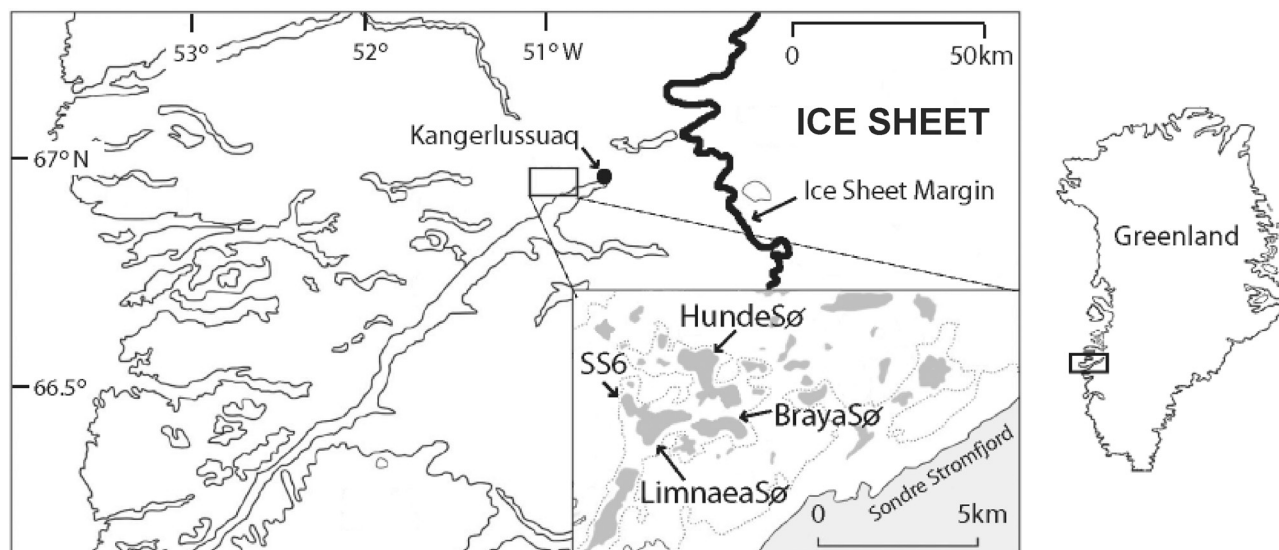 53°
52°
51° W
0
50km
ICE SHEET
Kangerlussuaq
67° N
Ice Sheet Margin
Greenland
HundeSø
SS6
66.5°
BrayaSø
LimnaeaSø
Sondre Stromfjord
0
5km